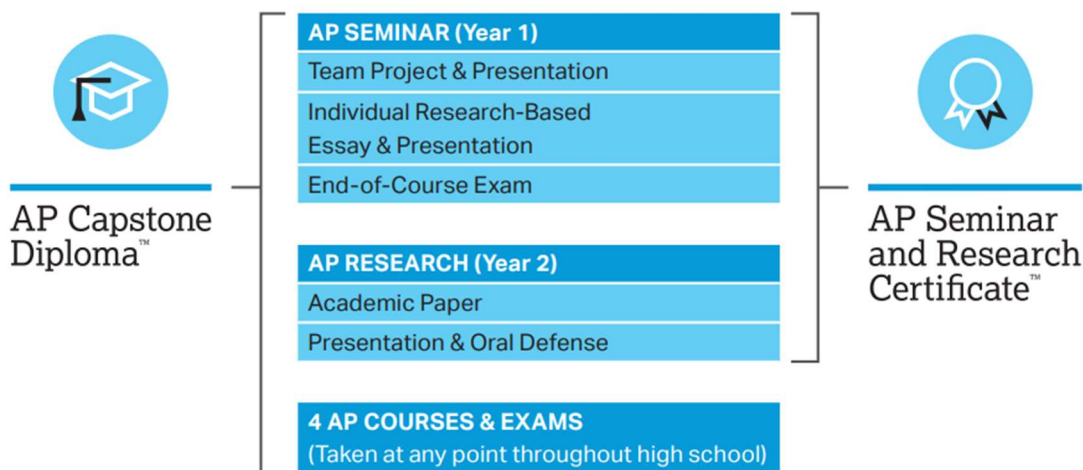 AP Capstone
Diploma™
AP SEMINAR (Year 1)
Team Project & Presentation
Individual Research-Based
Essay & Presentation
End-of-Course Exam
AP RESEARCH (Year 2)
Academic Paper
Presentation & Oral Defense
4 AP COURSES & EXAMS
(Taken at any point throughout high school)
AP Seminar
and Research
Certificate™